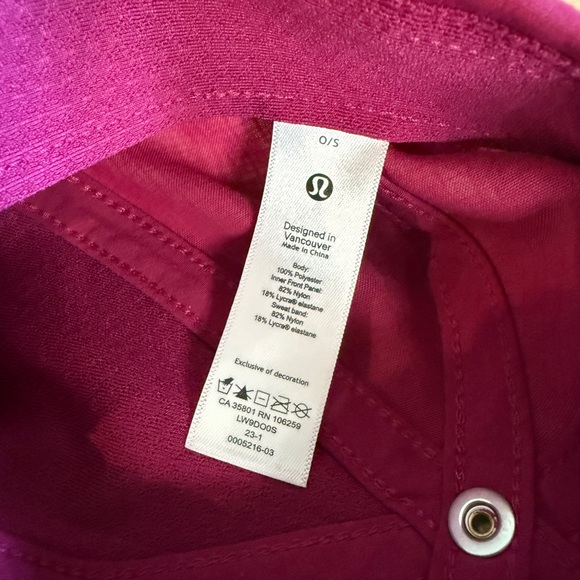 O/S
Designed in
Vancouver
Made in China
Body:
100% Polyester
Inner Front Panel:
82% Nylon
18% Lycra® elastane
Sweat band:
82% Nylon
18% Lycra® elastane
Exclusive of decoration
CA 35801 RN 106259
LW9DO0S
23-1
0005216-03